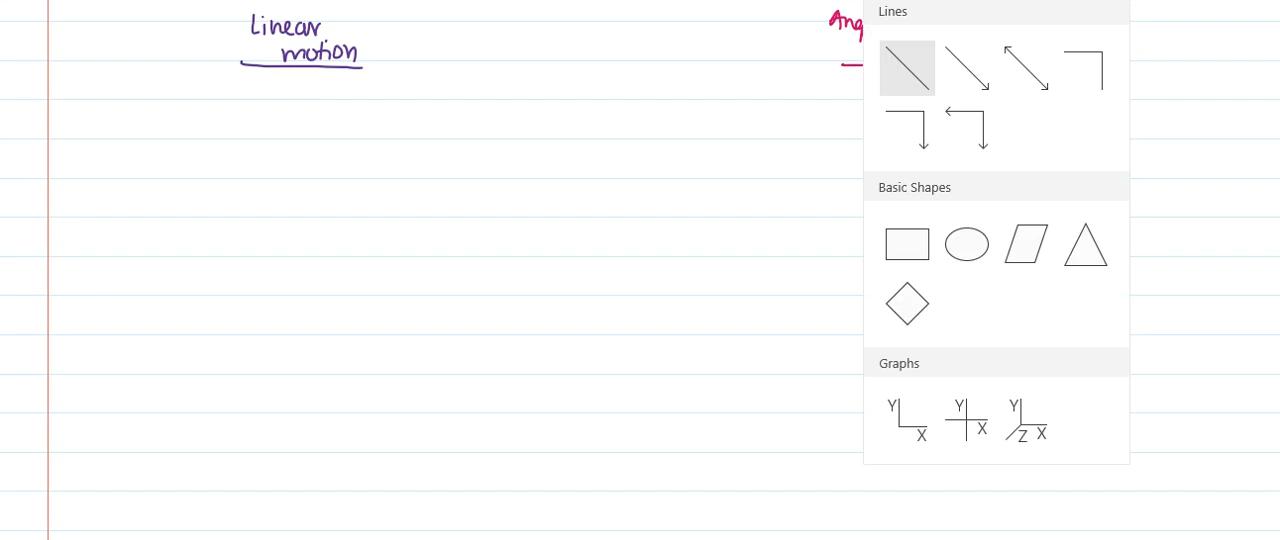 Linear
motion
Lines
Basic Shapes
Graphs
Y
X
Y
X
Y
Z X